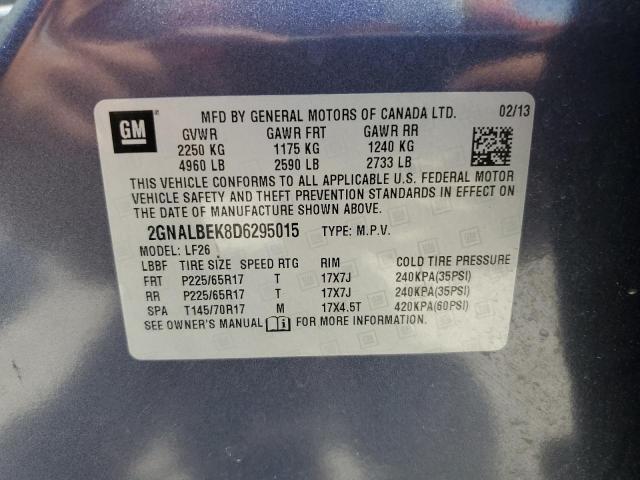 GM
MFD BY GENERAL MOTORS OF CANADA LTD. 02/13
GVWR GAWR FRT GAWR RR
2250 KG 1175 KG 1240 KG
4960 LB 2590 LB 2733 LB
THIS VEHICLE CONFORMS TO ALL APPLICABLE U.S. FEDERAL MOTOR
VEHICLE SAFETY AND THEFT PREVENTION STANDARDS IN EFFECT ON
THE DATE OF MANUFACTURE SHOWN ABOVE.
2GNALBEK8D6295015 TYPE: M.P.V.
MODEL: LF26
LBBF TIRE SIZE SPEED RTG RIM COLD TIRE PRESSURE
FRT P225/65R17 T 17X7J 240KPA(35PSI)
RR P225/65R17 T 17X7J 240KPA(35PSI)
SPA T145/70R17 M 17X4.5T 420KPA(60PSI)
SEE OWNER'S MANUAL FOR MORE INFORMATION.